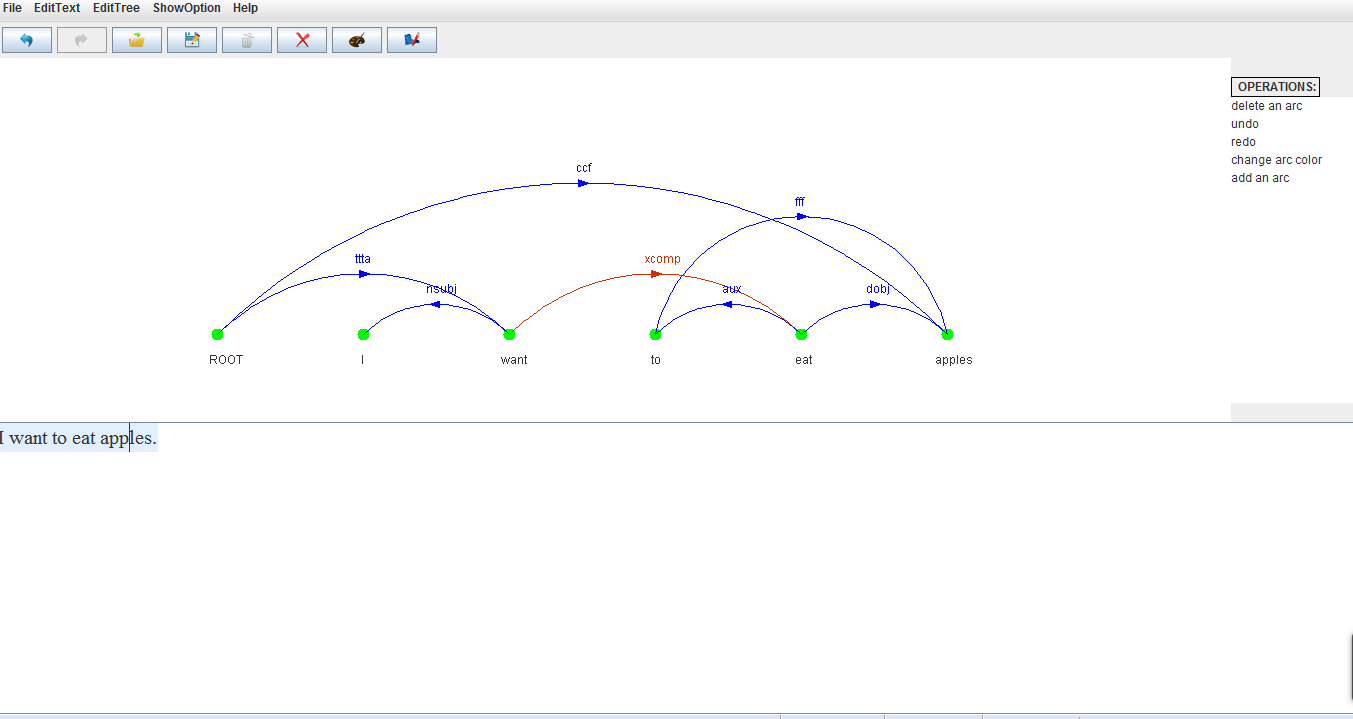 File EditText EditTree ShowOption Help
OPERATIONS:
delete an arc
undo
redo
change arc color
add an arc
ccf
fff
ttta
xcomp
nsubj
aux
dobj
ROOT I want to eat apples
I want to eat apples.